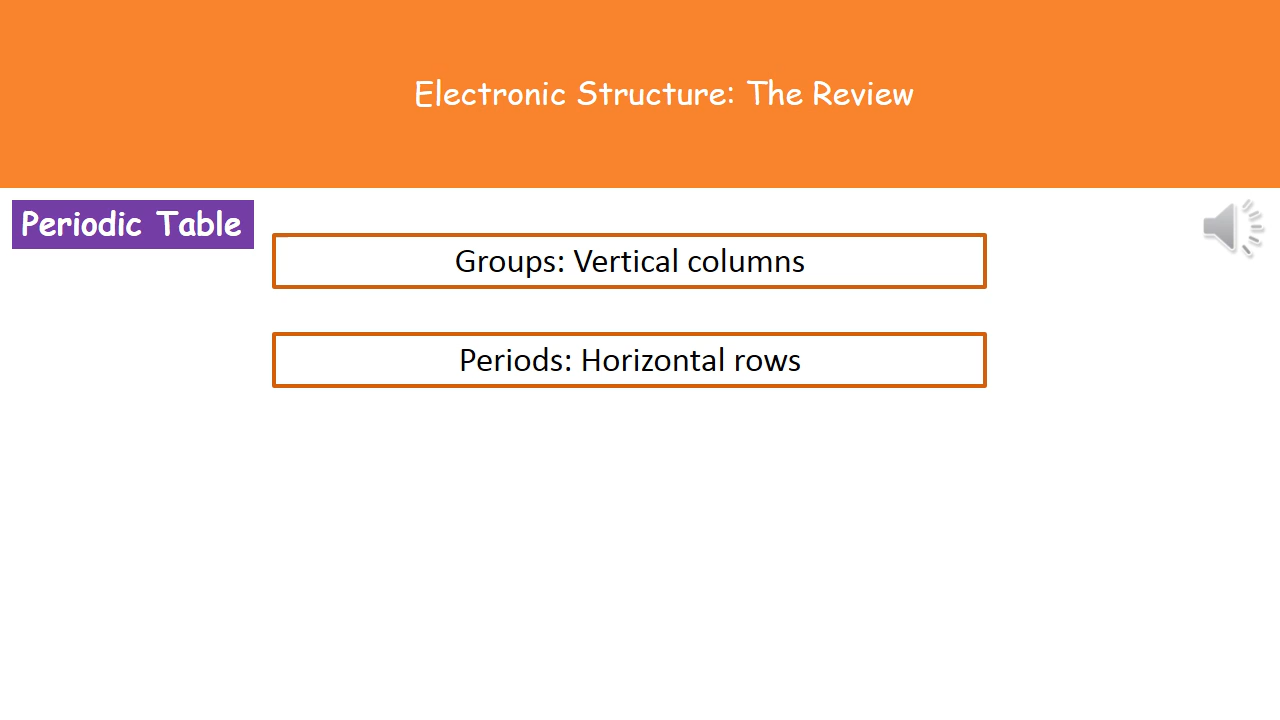 Electronic Structure: The Review
Periodic Table
Groups: Vertical columns
Periods: Horizontal rows